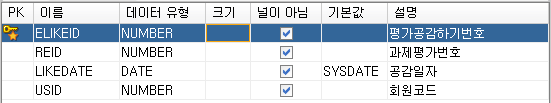 PK 이름 데이터 유형 크기 널이 아님 기본값 설명
ELIKEID NUMBER 평가공감하기번호
REID NUMBER 과제평가번호
LIKEDATE DATE SYSDATE 공감일자
USID NUMBER 회원코드